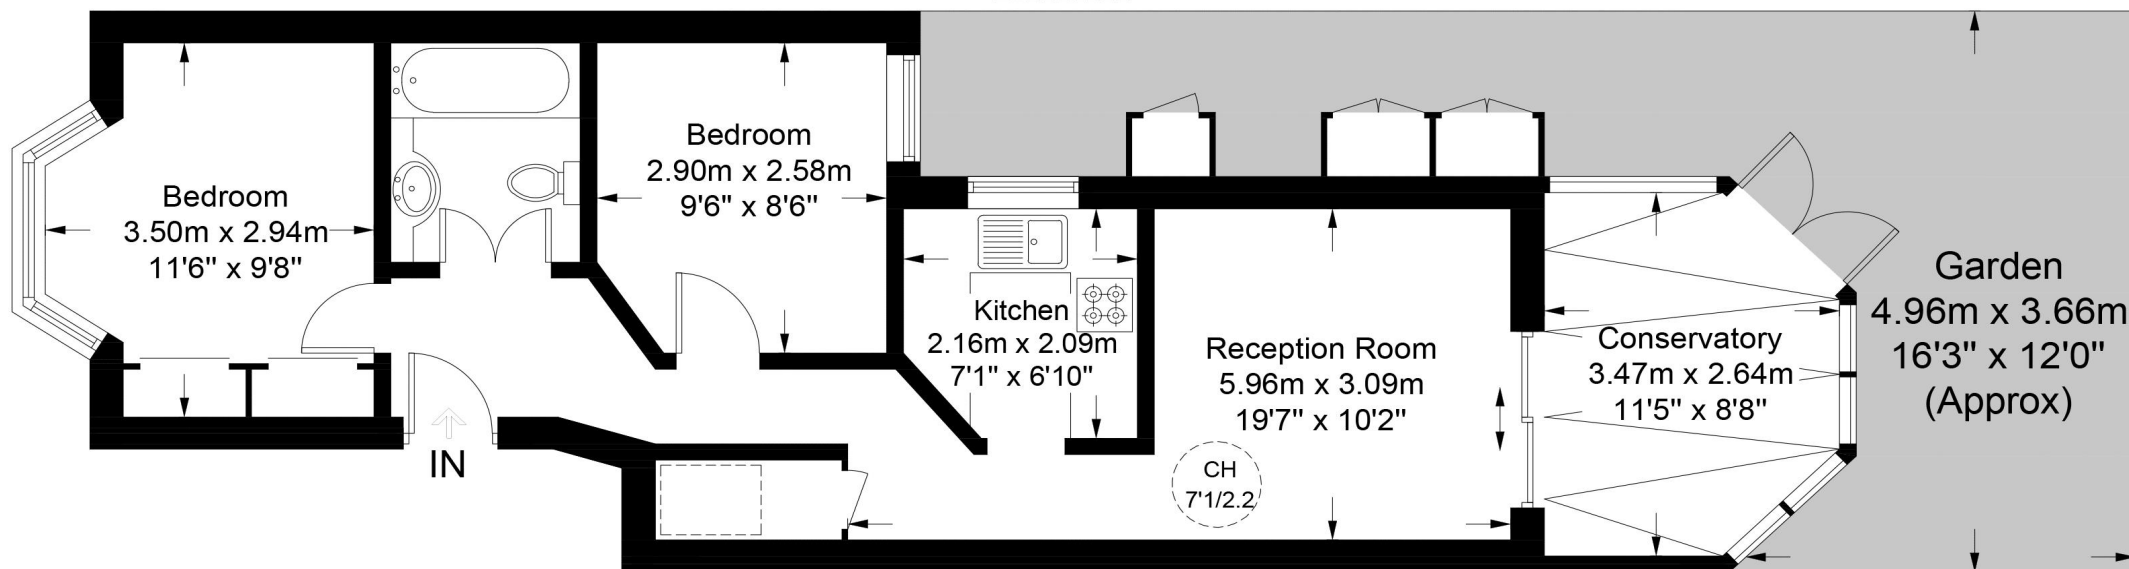 Bedroom
3.50m x 2.94m
11'6" x 9'8"
Bedroom
2.90m x 2.58m
9'6" x 8'6"
Kitchen
2.16m x 2.09m
7'1" x 6'10"
Reception Room
5.96m x 3.09m
19'7" x 10'2"
CH
7'1/2.2
Conservatory
3.47m x 2.64m
11'5" x 8'8"
Garden
4.96m x 3.66m
16'3" x 12'0"
(Approx)
IN